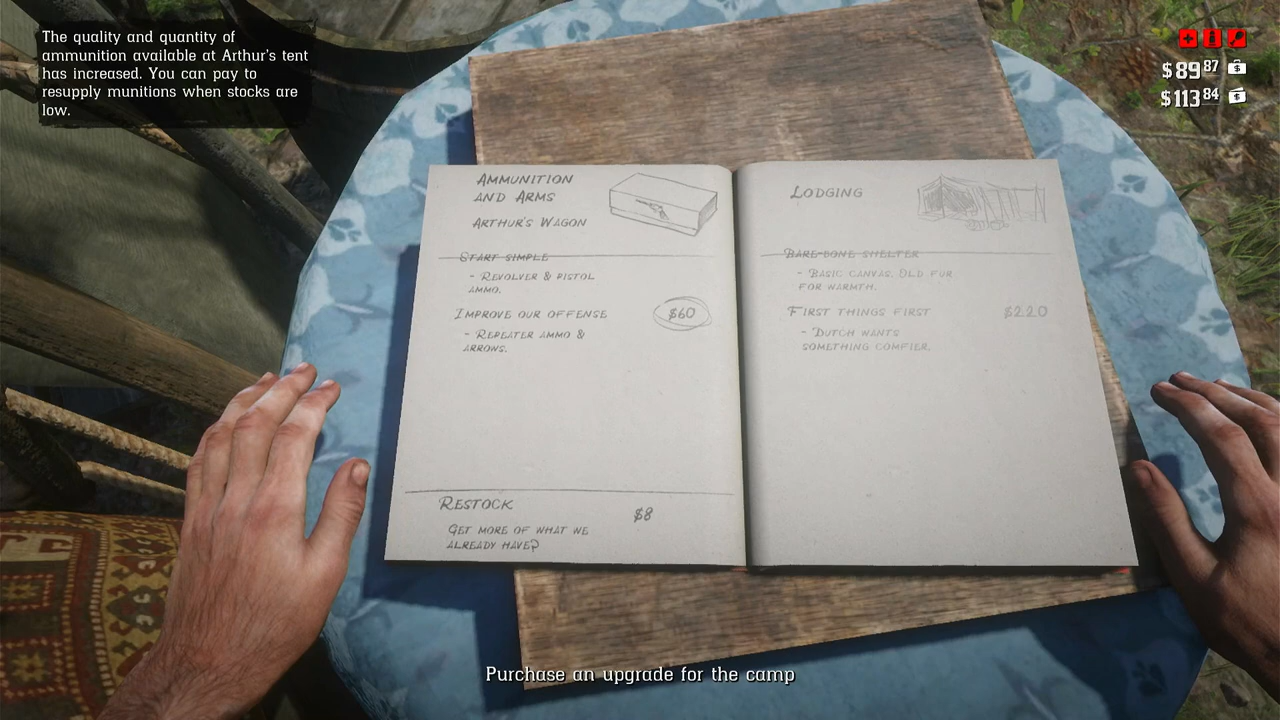 The quality and quantity of
ammunition available at Arthur's tent
has increased. You can pay to
resupply munitions when stocks are
low.
$89 87
$113 84
AMMUNITION
AND ARMS
ARTHUR'S WAGON
START SIMPLE
- REVOLVER & PISTOL
AMMO.
IMPROVE OUR OFFENSE $60
- REPEATER AMMO &
ARROWS.
RESTOCK $8
GET MORE OF WHAT WE
ALREADY HAVE?
LODGING
BARE-BONE SHELTER
- BASIC CANVAS. OLD FUR
FOR WARMTH.
FIRST THINGS FIRST $220
- DUTCH WANTS
SOMETHING COMFIER.
Purchase an upgrade for the camp